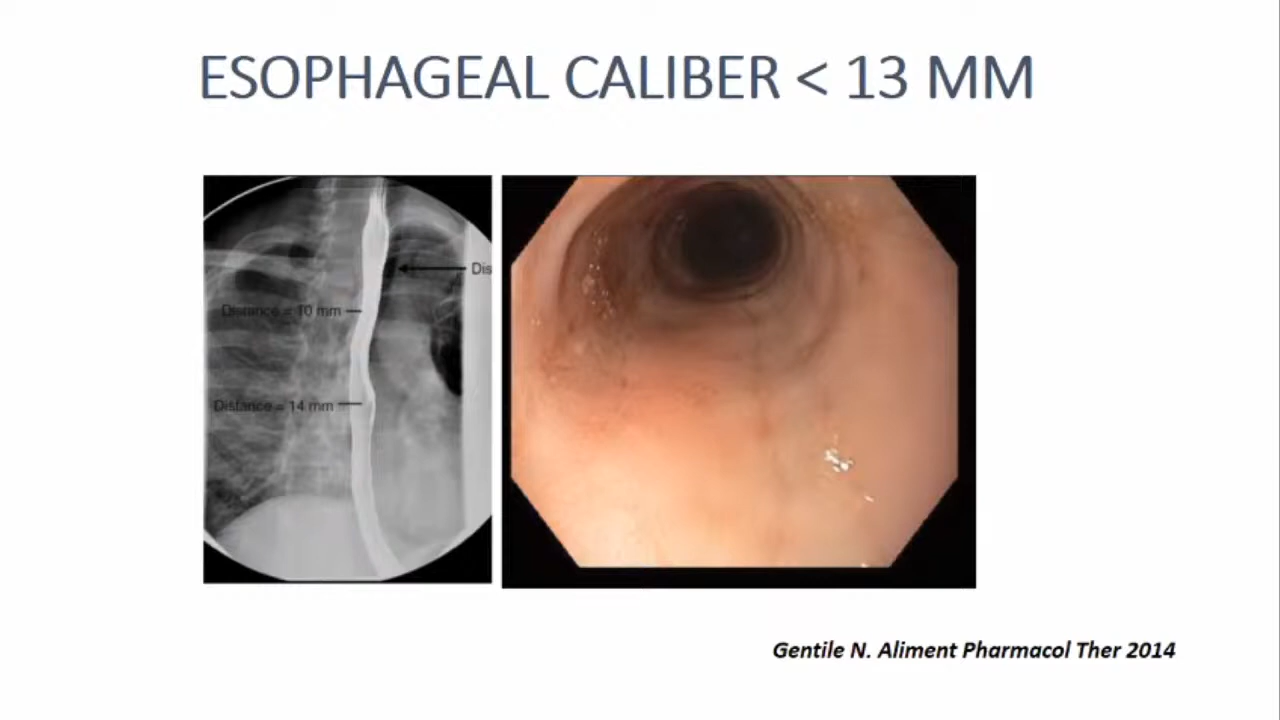 ESOPHAGEAL CALIBER < 13 MM
Dis
Distance = 10 mm
Distance = 14 mm
Gentile N. Aliment Pharmacol Ther 2014